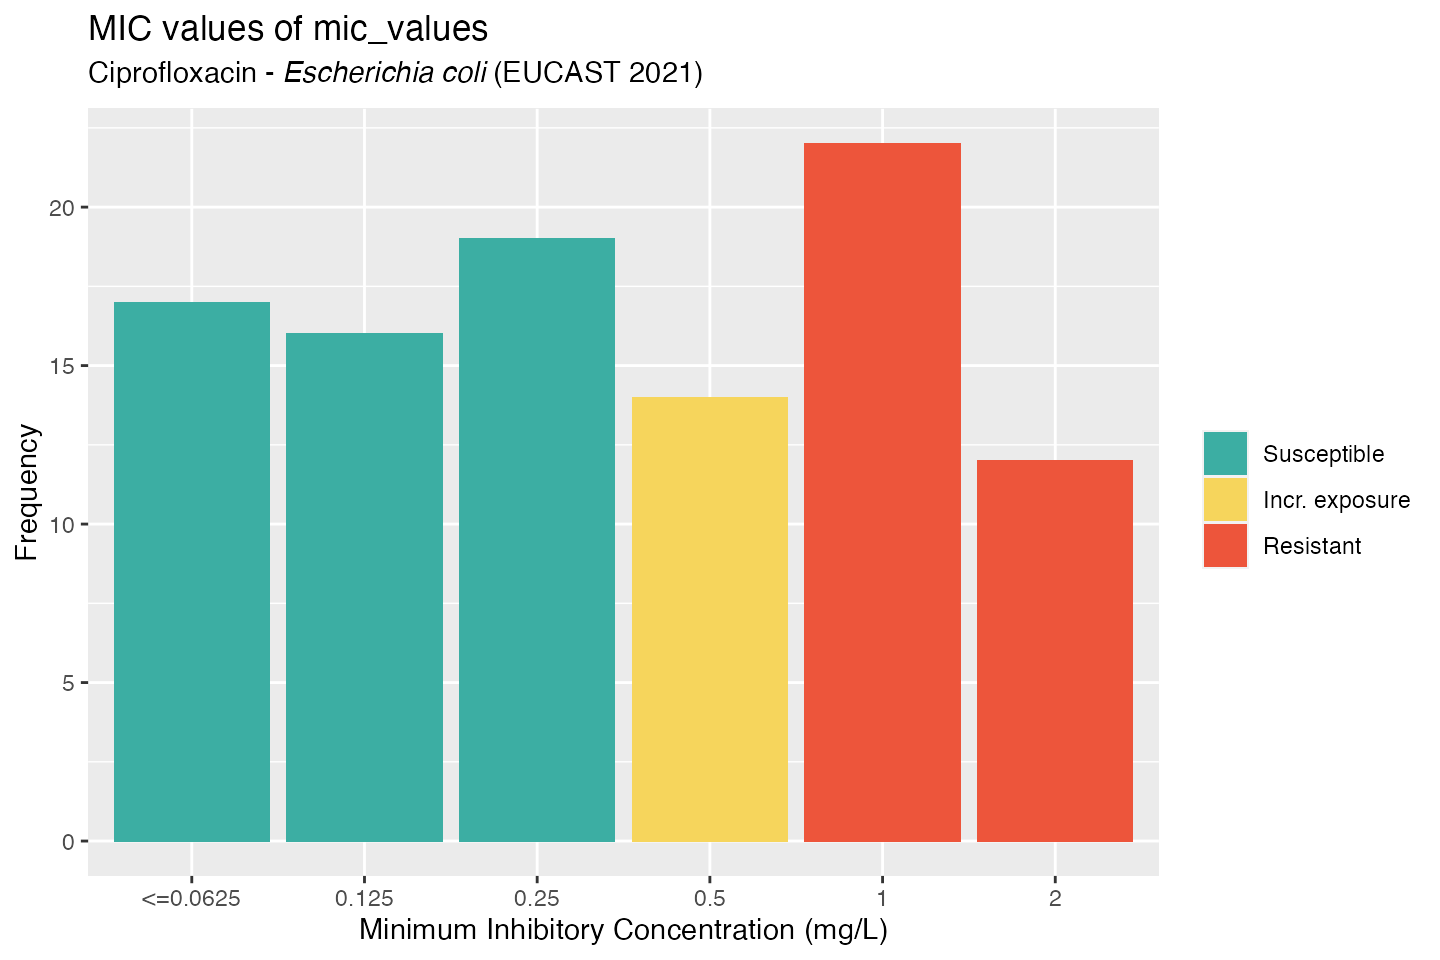 MIC values of mic_values
Ciprofloxacin - Escherichia coli (EUCAST 2021)
Frequency
20
15
10
5
0
<=0.0625 0.125 0.25 0.5 1 2
Minimum Inhibitory Concentration (mg/L)
Susceptible
Incr. exposure
Resistant